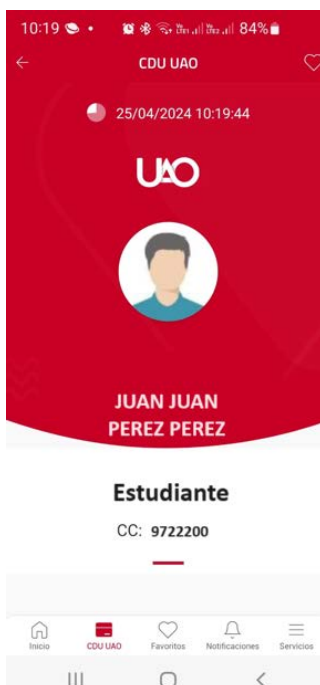 10:19
84%
CDU UAO
25/04/2024 10:19:44
UAO
JUAN JUAN
PEREZ PEREZ
Estudiante
CC: 9722200
Inicio
CDU UAO
Favoritos
Notificaciones
Servicios